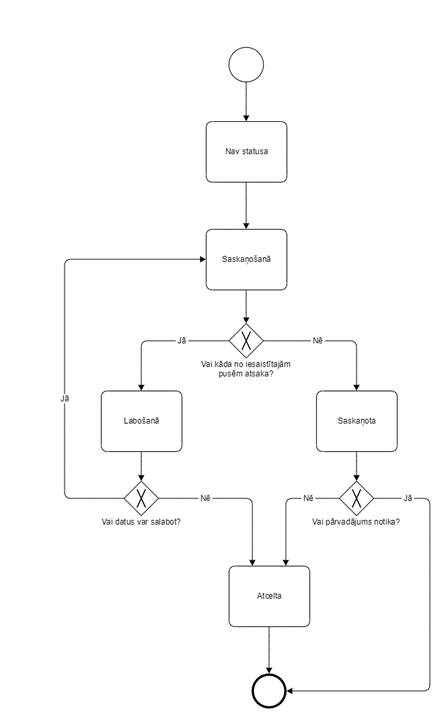 Nav statusa
Saskaņošanā
Jā
Nē
Vai kāda no iesaistītajām
pusēm atsaka?
Jā
Labošanā
Saskaņota
Nē
Nē
Jā
Vai datus var salabot?
Vai pārvadājums notika?
Atcelta